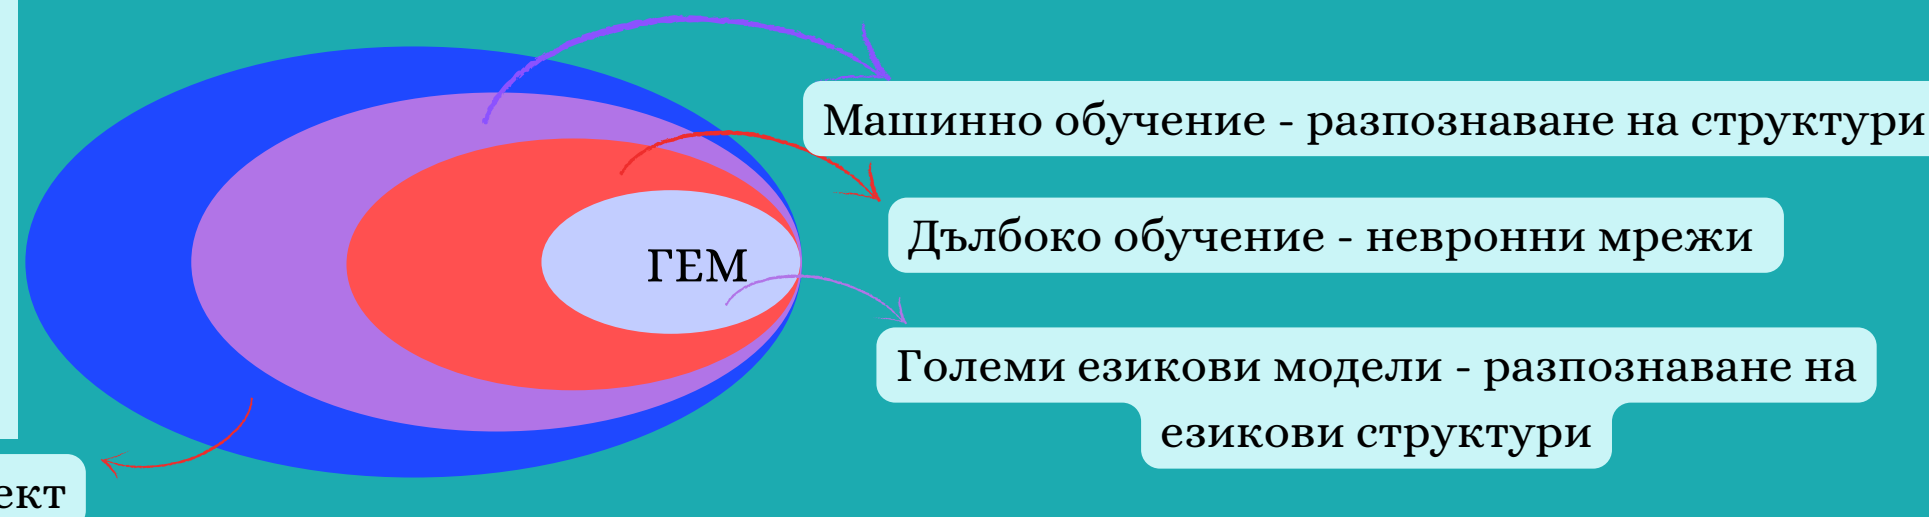 Машинно обучение - разпознаване на структури
Дълбоко обучение - невронни мрежи
ГЕМ
Големи езикови модели - разпознаване на
езикови структури